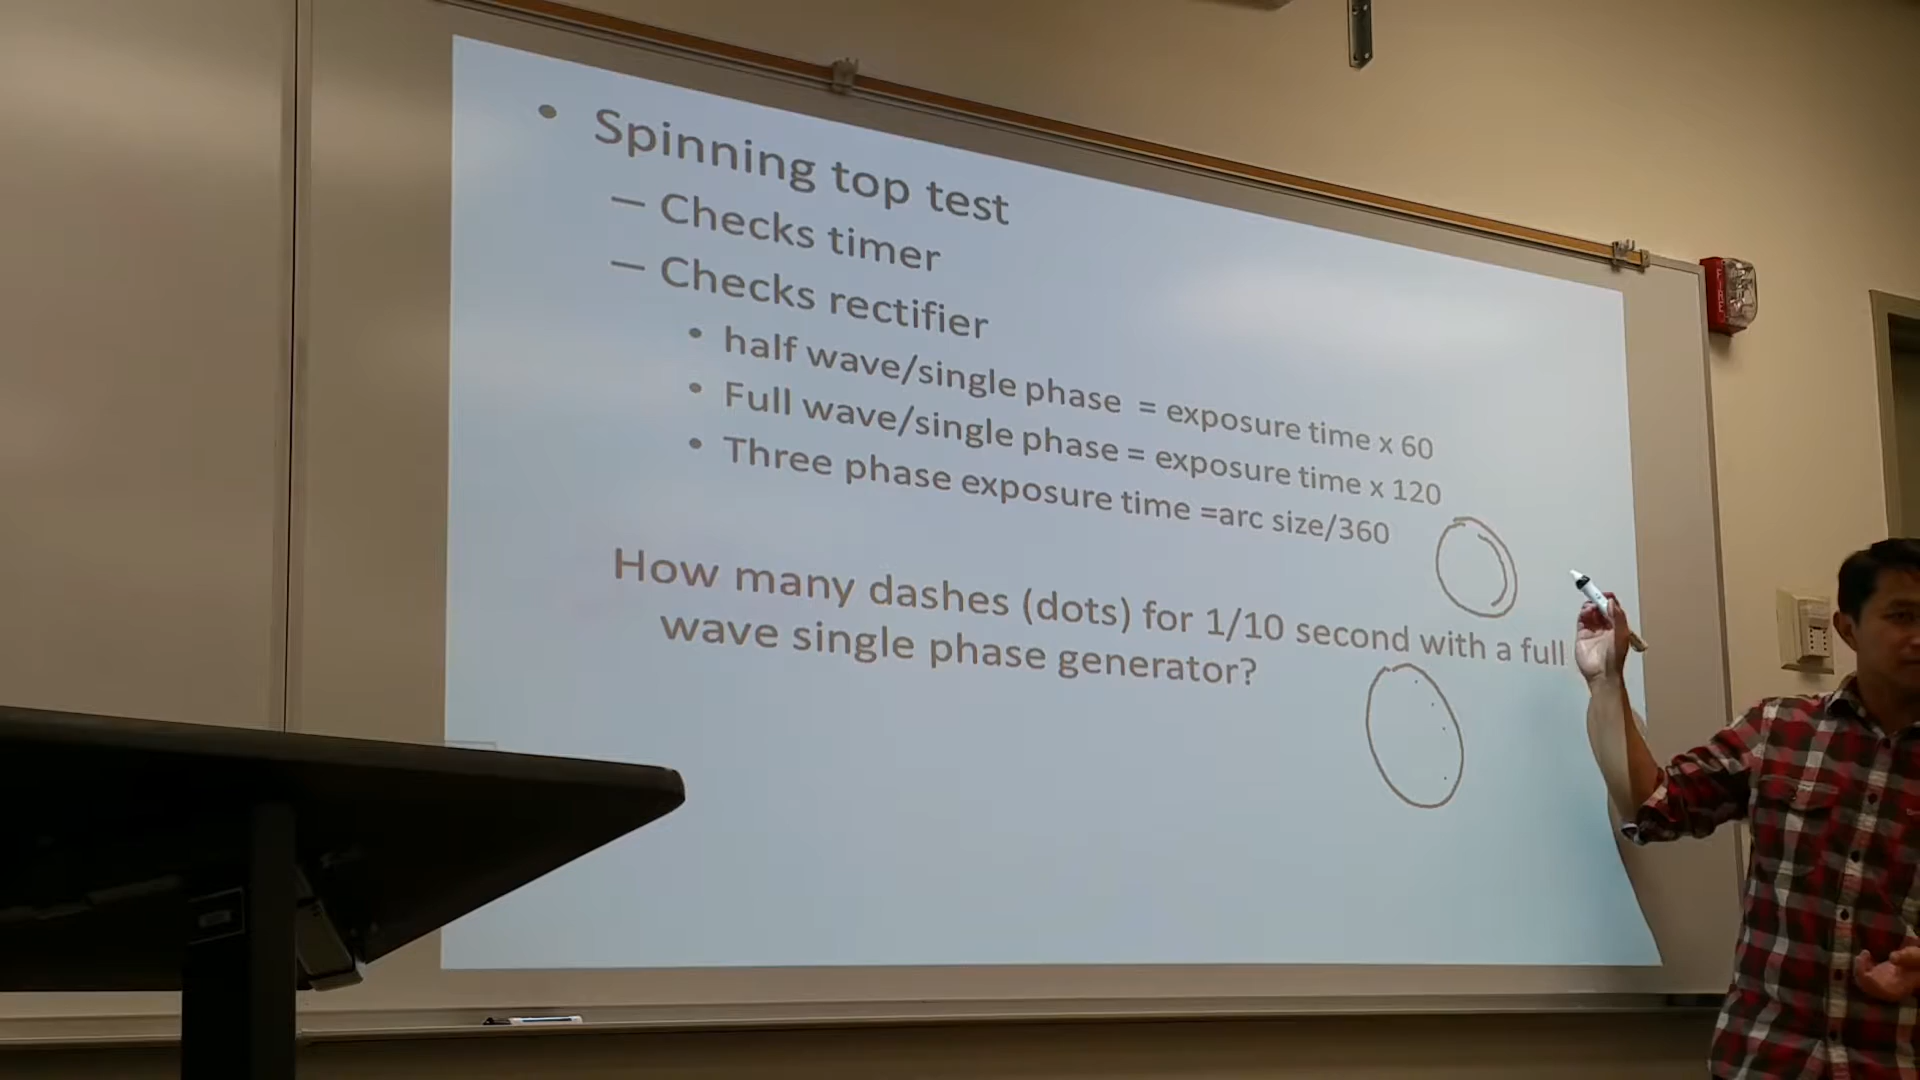 • Spinning top test
– Checks timer
– Checks rectifier
• half wave/single phase = exposure time x 60
• Full wave/single phase = exposure time x 120
• Three phase exposure time =arc size/360
How many dashes (dots) for 1/10 second with a full
wave single phase generator?
FIRE